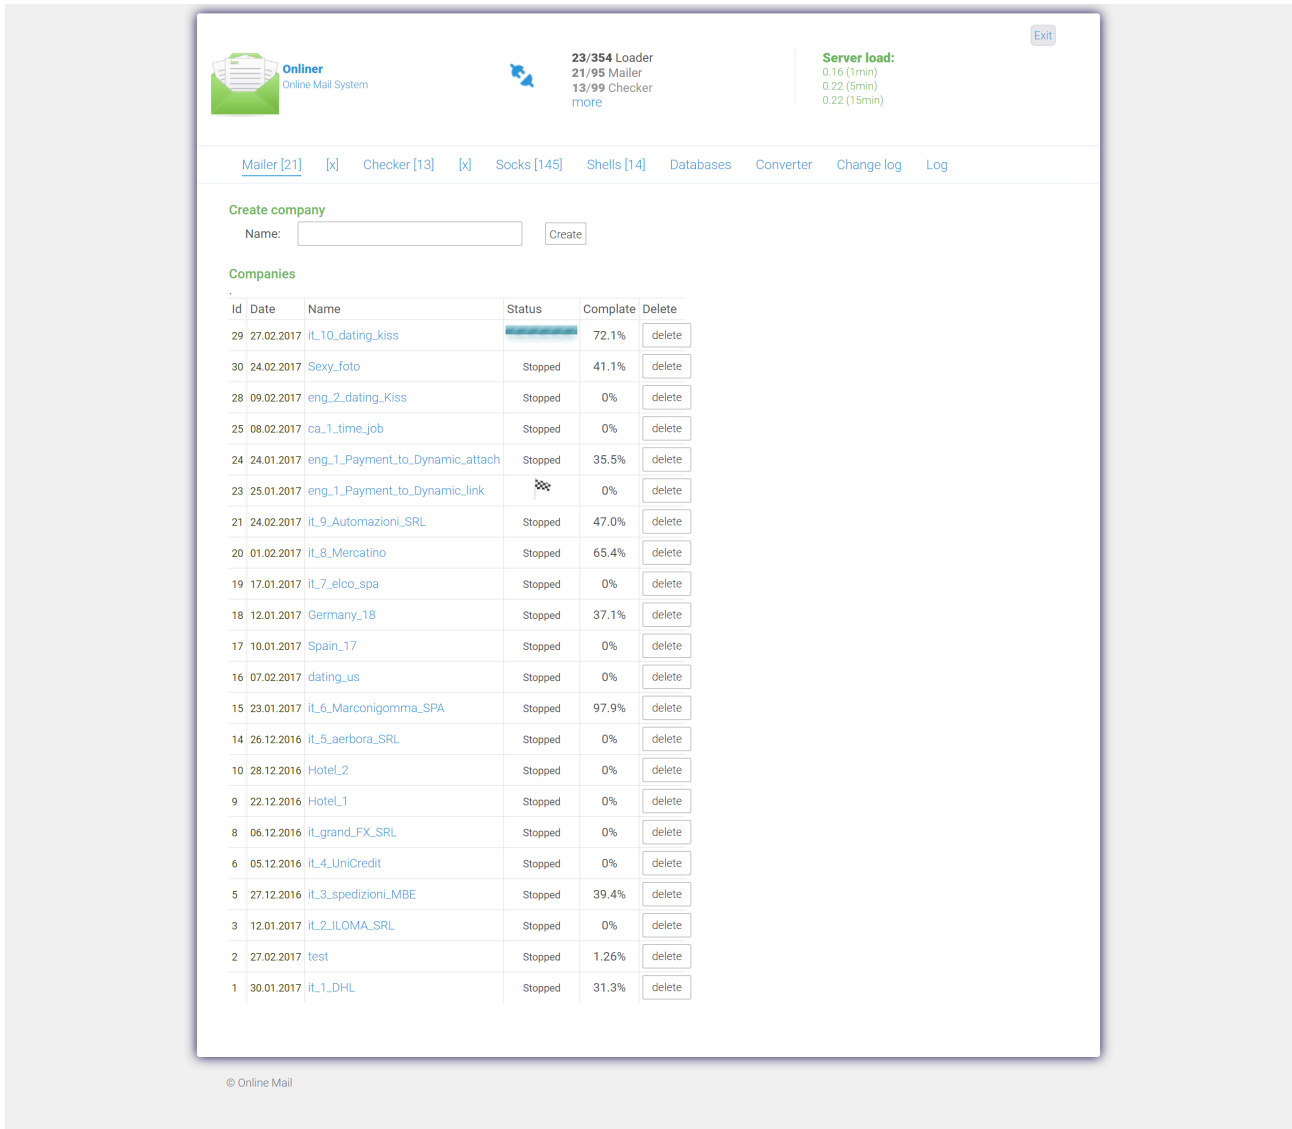 Exit
Onliner
Online Mail System
23/354 Loader
21/95 Mailer
13/99 Checker
more
Server load:
0.16 (1min)
0.22 (5min)
0.22 (15min)
Mailer [21] [x] Checker [13] [x] Socks [145] Shells [14] Databases Converter Change log Log
Create company
Name: Create
Companies
.
Id Date Name Status Complate Delete
29 27.02.2017 it_10_dating_kiss 72.1% delete
30 24.02.2017 Sexy_foto Stopped 41.1% delete
28 09.02.2017 eng_2_dating_Kiss Stopped 0% delete
25 08.02.2017 ca_1_time_job Stopped 0% delete
24 24.01.2017 eng_1_Payment_to_Dynamic_attach Stopped 35.5% delete
23 25.01.2017 eng_1_Payment_to_Dynamic_link 0% delete
21 24.02.2017 it_9_Automazioni_SRL Stopped 47.0% delete
20 01.02.2017 it_8_Mercatino Stopped 65.4% delete
19 17.01.2017 it_7_elco_spa Stopped 0% delete
18 12.01.2017 Germany_18 Stopped 37.1% delete
17 10.01.2017 Spain_17 Stopped 0% delete
16 07.02.2017 dating_us Stopped 0% delete
15 23.01.2017 it_6_Marconigomma_SPA Stopped 97.9% delete
14 26.12.2016 it_5_aerbora_SRL Stopped 0% delete
10 28.12.2016 Hotel_2 Stopped 0% delete
9 22.12.2016 Hotel_1 Stopped 0% delete
8 06.12.2016 it_grand_FX_SRL Stopped 0% delete
6 05.12.2016 it_4_UniCredit Stopped 0% delete
5 27.12.2016 it_3_spedizioni_MBE Stopped 39.4% delete
3 12.01.2017 it_2_ILOMA_SRL Stopped 0% delete
2 27.02.2017 test Stopped 1.26% delete
1 30.01.2017 it_1_DHL Stopped 31.3% delete
© Online Mail